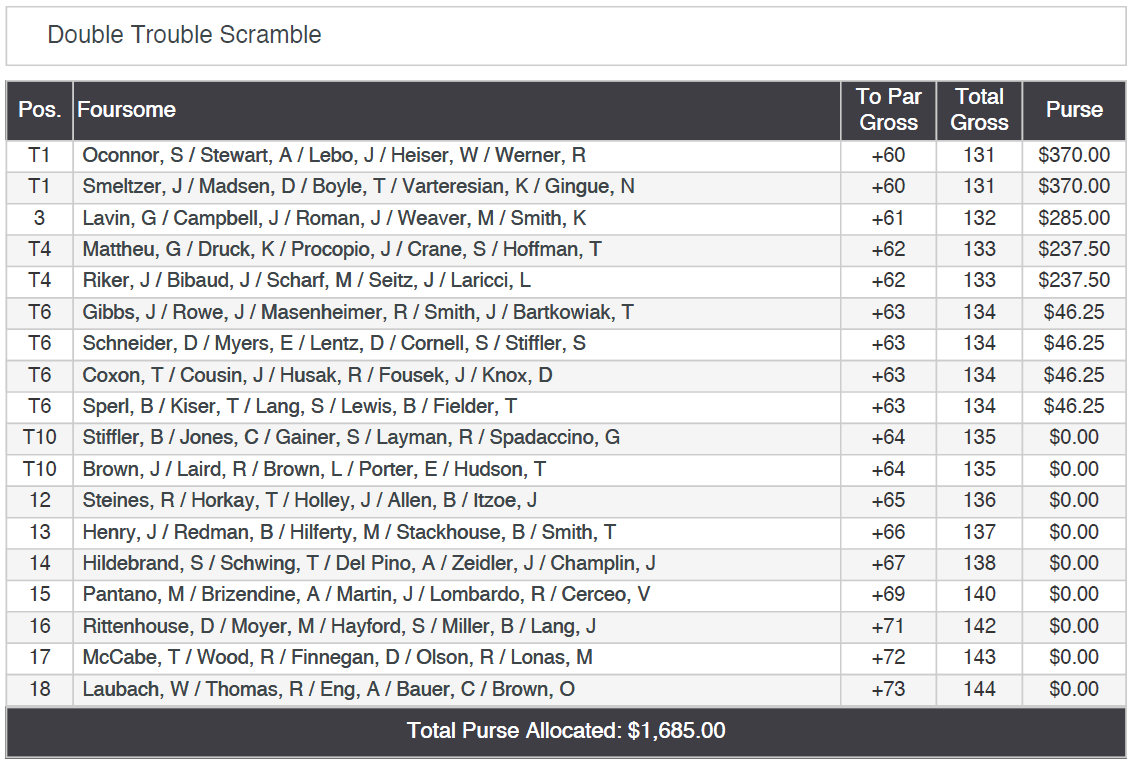 Double Trouble Scramble
Pos. Foursome To Par Gross Total Gross Purse
T1 Oconnor, S / Stewart, A / Lebo, J / Heiser, W / Werner, R +60 131 $370.00
T1 Smeltzer, J / Madsen, D / Boyle, T / Varteresian, K / Gingue, N +60 131 $370.00
3 Lavin, G / Campbell, J / Roman, J / Weaver, M / Smith, K +61 132 $285.00
T4 Mattheu, G / Druck, K / Procopio, J / Crane, S / Hoffman, T +62 133 $237.50
T4 Riker, J / Bibaud, J / Scharf, M / Seitz, J / Laricci, L +62 133 $237.50
T6 Gibbs, J / Rowe, J / Masenheimer, R / Smith, J / Bartkowiak, T +63 134 $46.25
T6 Schneider, D / Myers, E / Lentz, D / Cornell, S / Stiffler, S +63 134 $46.25
T6 Coxon, T / Cousin, J / Husak, R / Fousek, J / Knox, D +63 134 $46.25
T6 Sperl, B / Kiser, T / Lang, S / Lewis, B / Fielder, T +63 134 $46.25
T10 Stiffler, B / Jones, C / Gainer, S / Layman, R / Spadaccino, G +64 135 $0.00
T10 Brown, J / Laird, R / Brown, L / Porter, E / Hudson, T +64 135 $0.00
12 Steines, R / Horkay, T / Holley, J / Allen, B / Itzoe, J +65 136 $0.00
13 Henry, J / Redman, B / Hilferty, M / Stackhouse, B / Smith, T +66 137 $0.00
14 Hildebrand, S / Schwing, T / Del Pino, A / Zeidler, J / Champlin, J +67 138 $0.00
15 Pantano, M / Brizendine, A / Martin, J / Lombardo, R / Cerceo, V +69 140 $0.00
16 Rittenhouse, D / Moyer, M / Hayford, S / Miller, B / Lang, J +71 142 $0.00
17 McCabe, T / Wood, R / Finnegan, D / Olson, R / Lonas, M +72 143 $0.00
18 Laubach, W / Thomas, R / Eng, A / Bauer, C / Brown, O +73 144 $0.00
Total Purse Allocated: $1,685.00